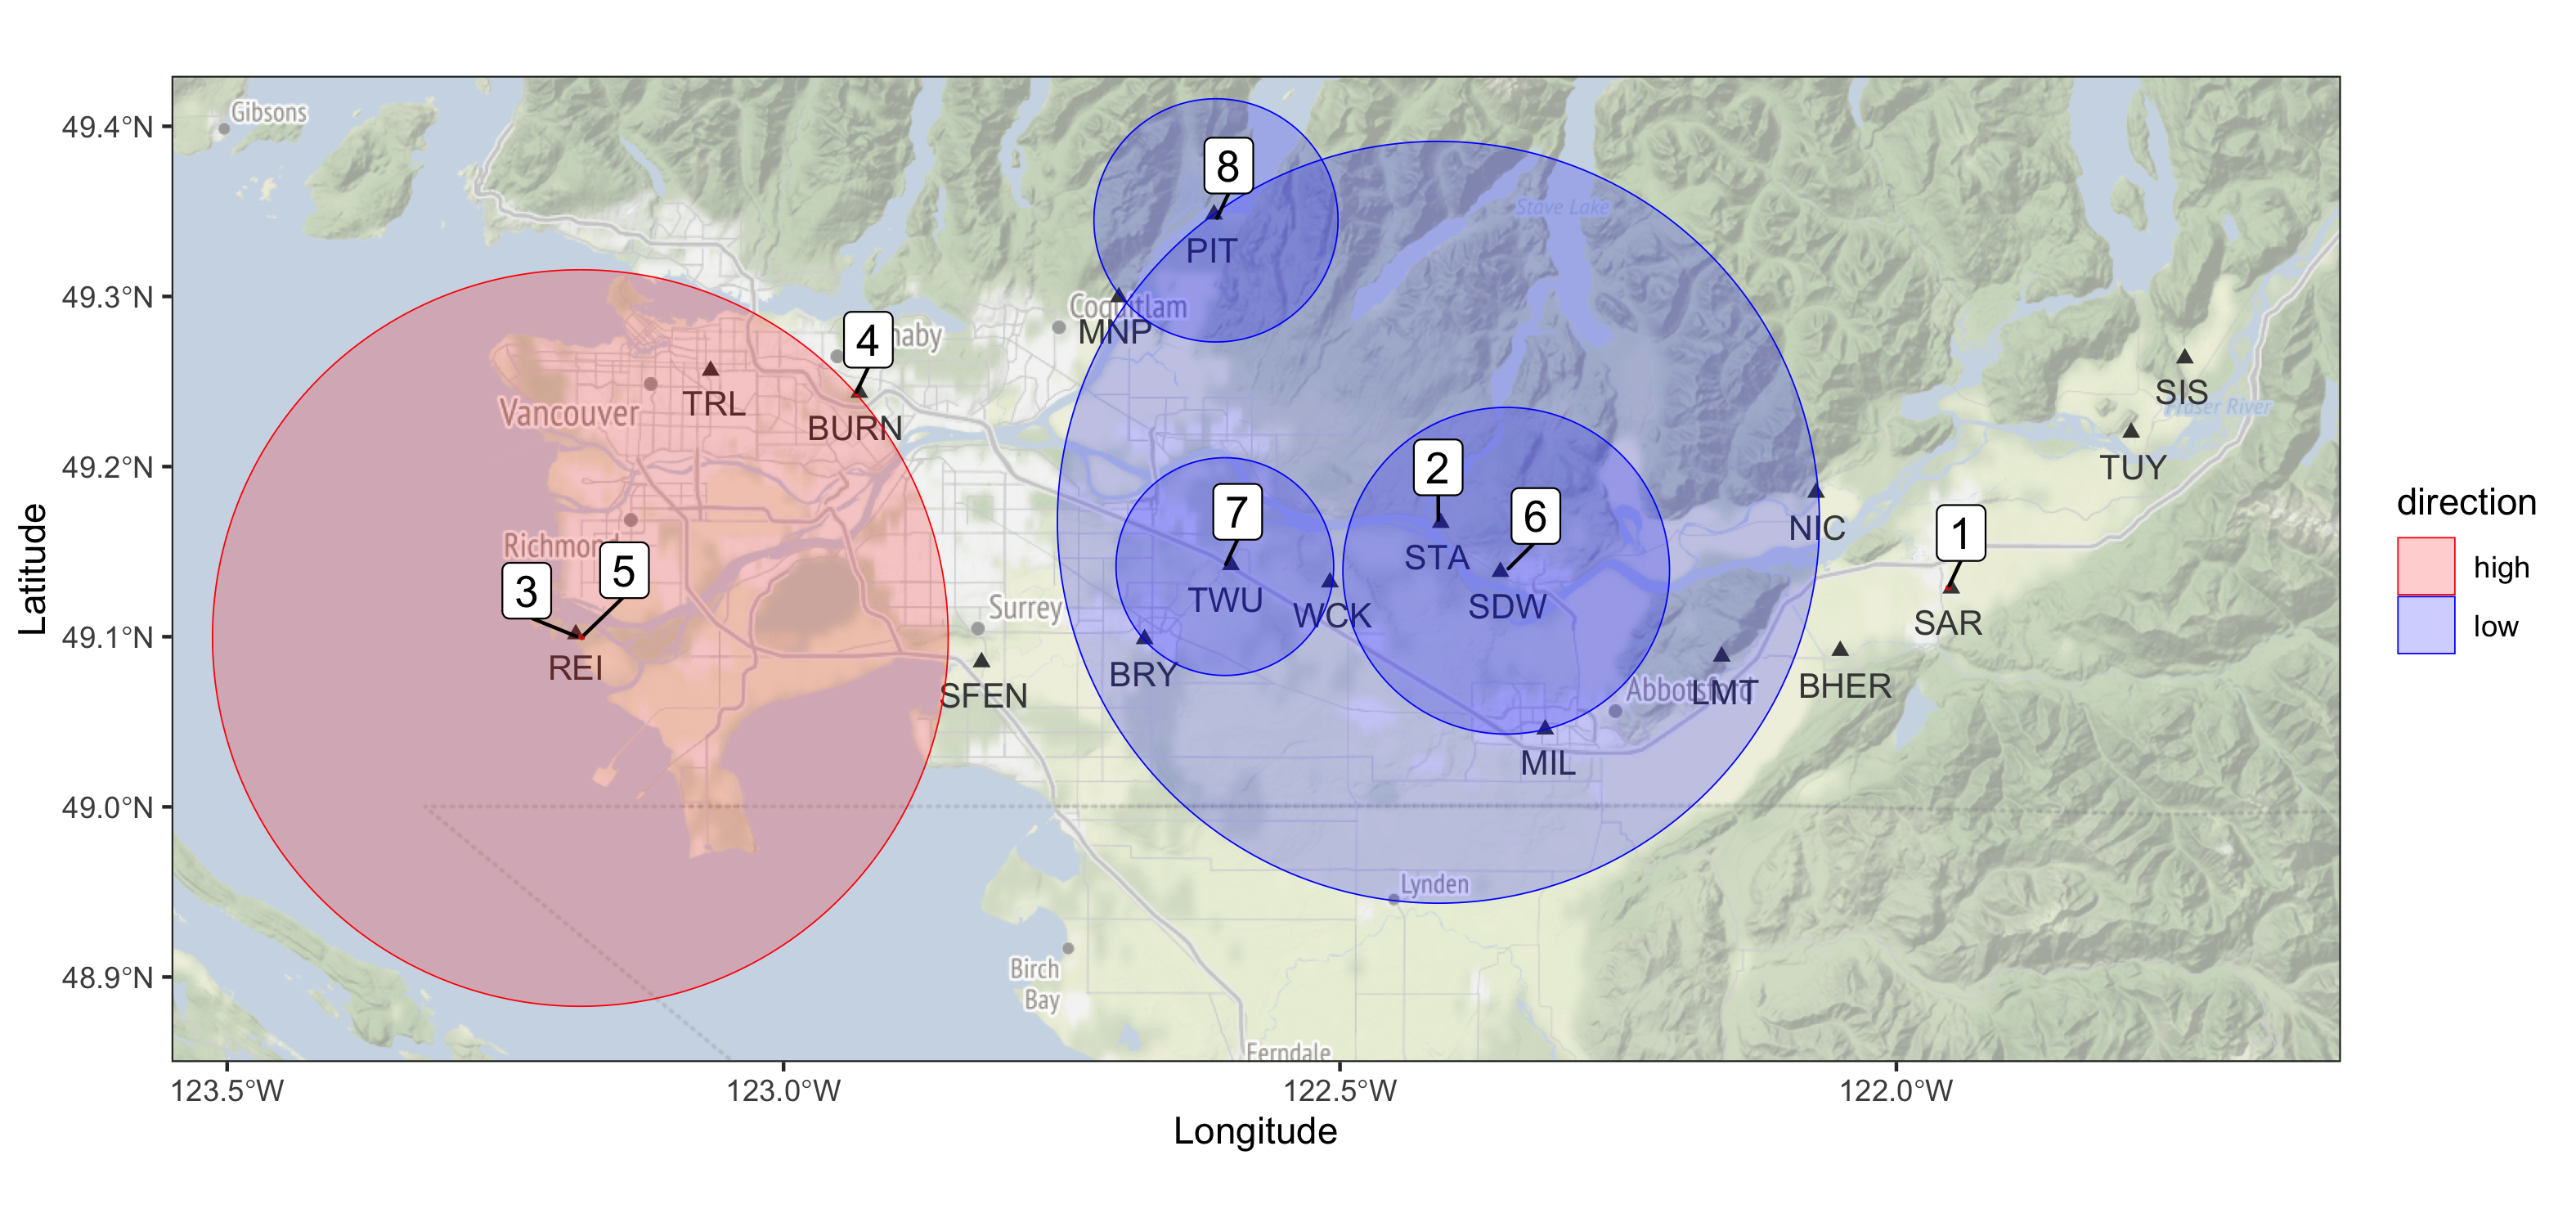 Gibsons
49.4°N
49.3°N
49.2°N
49.1°N
49.0°N
48.9°N
Latitude
8
PIT
Stave Lake
Coquitlam
MNP
4
BURN
TRL
Vancouver
SIS
Fraser River
TUY
2
7
6
STA
NIC
1
Richmond
3
5
REI
TWU
WCK
SDW
SAR
Surrey
SFEN
BRY
Abbotsford
LMT
BHER
MIL
Lynden
Birch
Bay
Ferndale
123.5°W
123.0°W
122.5°W
122.0°W
Longitude
direction
high
low